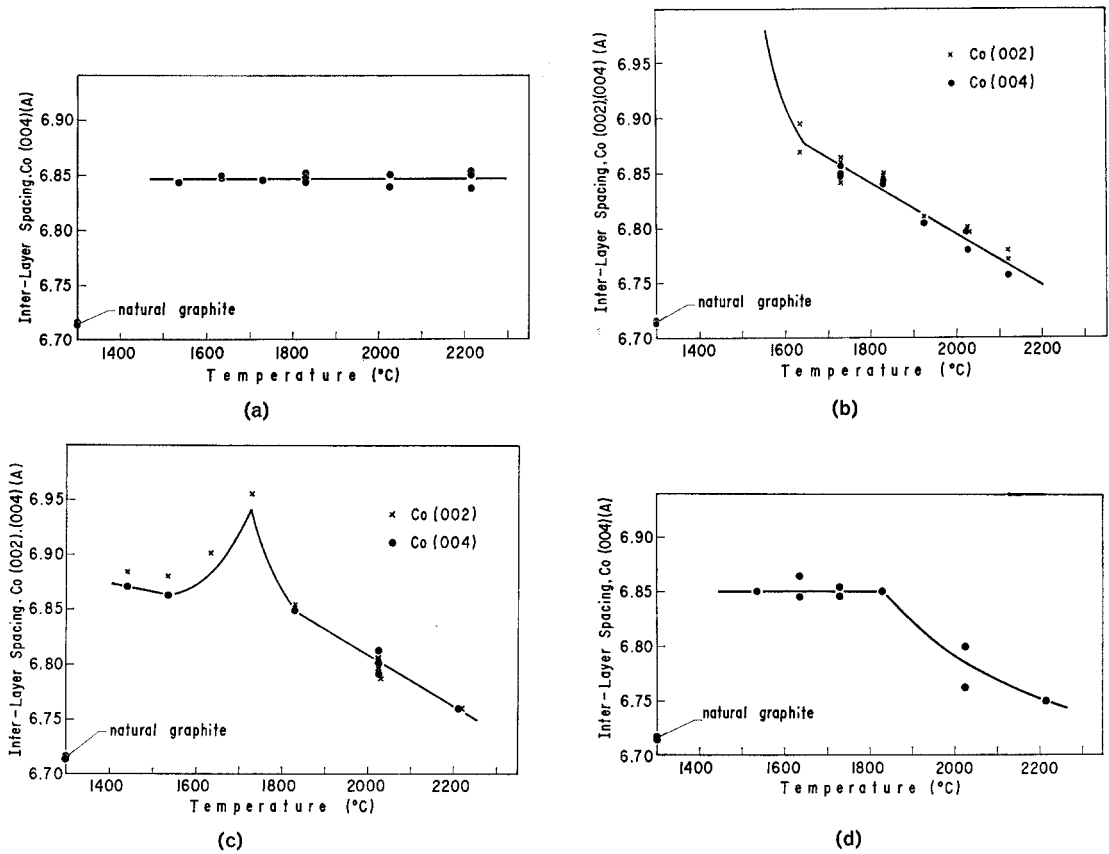 Inter-Layer Spacing, Co (004)(A)
6.90
6.85
6.80
6.75
6.70
natural graphite
1400 1600 1800 2000 2200
Temperature (°C)
(a)
Inter-Layer Spacing, Co (002),(004) (A)
6.95
6.90
6.85
6.80
6.75
6.70
× Co (002)
● Co (004)
natural graphite
1400 1600 1800 2000 2200
Temperature (°C)
(b)
Inter-Layer Spacing, Co (002),(004) (A)
6.95
6.90
6.85
6.80
6.75
6.70
× Co (002)
● Co (004)
natural graphite
1400 1600 1800 2000 2200
Temperature (°C)
(c)
Inter-Layer Spacing, Co (004)(A)
6.90
6.85
6.80
6.75
6.70
natural graphite
1400 1600 1800 2000 2200
Temperature (°C)
(d)